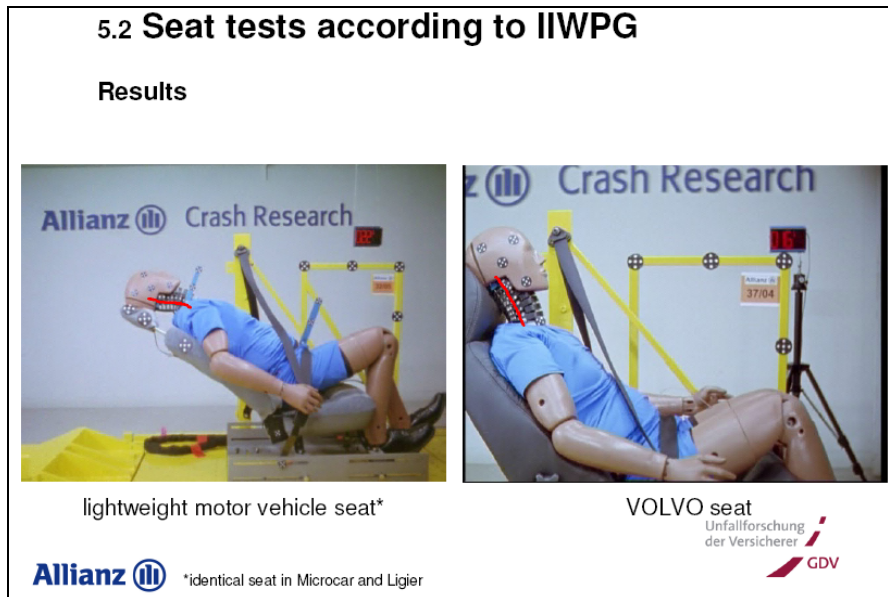 5.2 Seat tests according to IIWPG
Results
Allianz Crash Research
z Crash Research
Allianz
37/04
lightweight motor vehicle seat*
VOLVO seat
Unfallforschung
der Versicherer
GDV
Allianz *identical seat in Microcar and Ligier